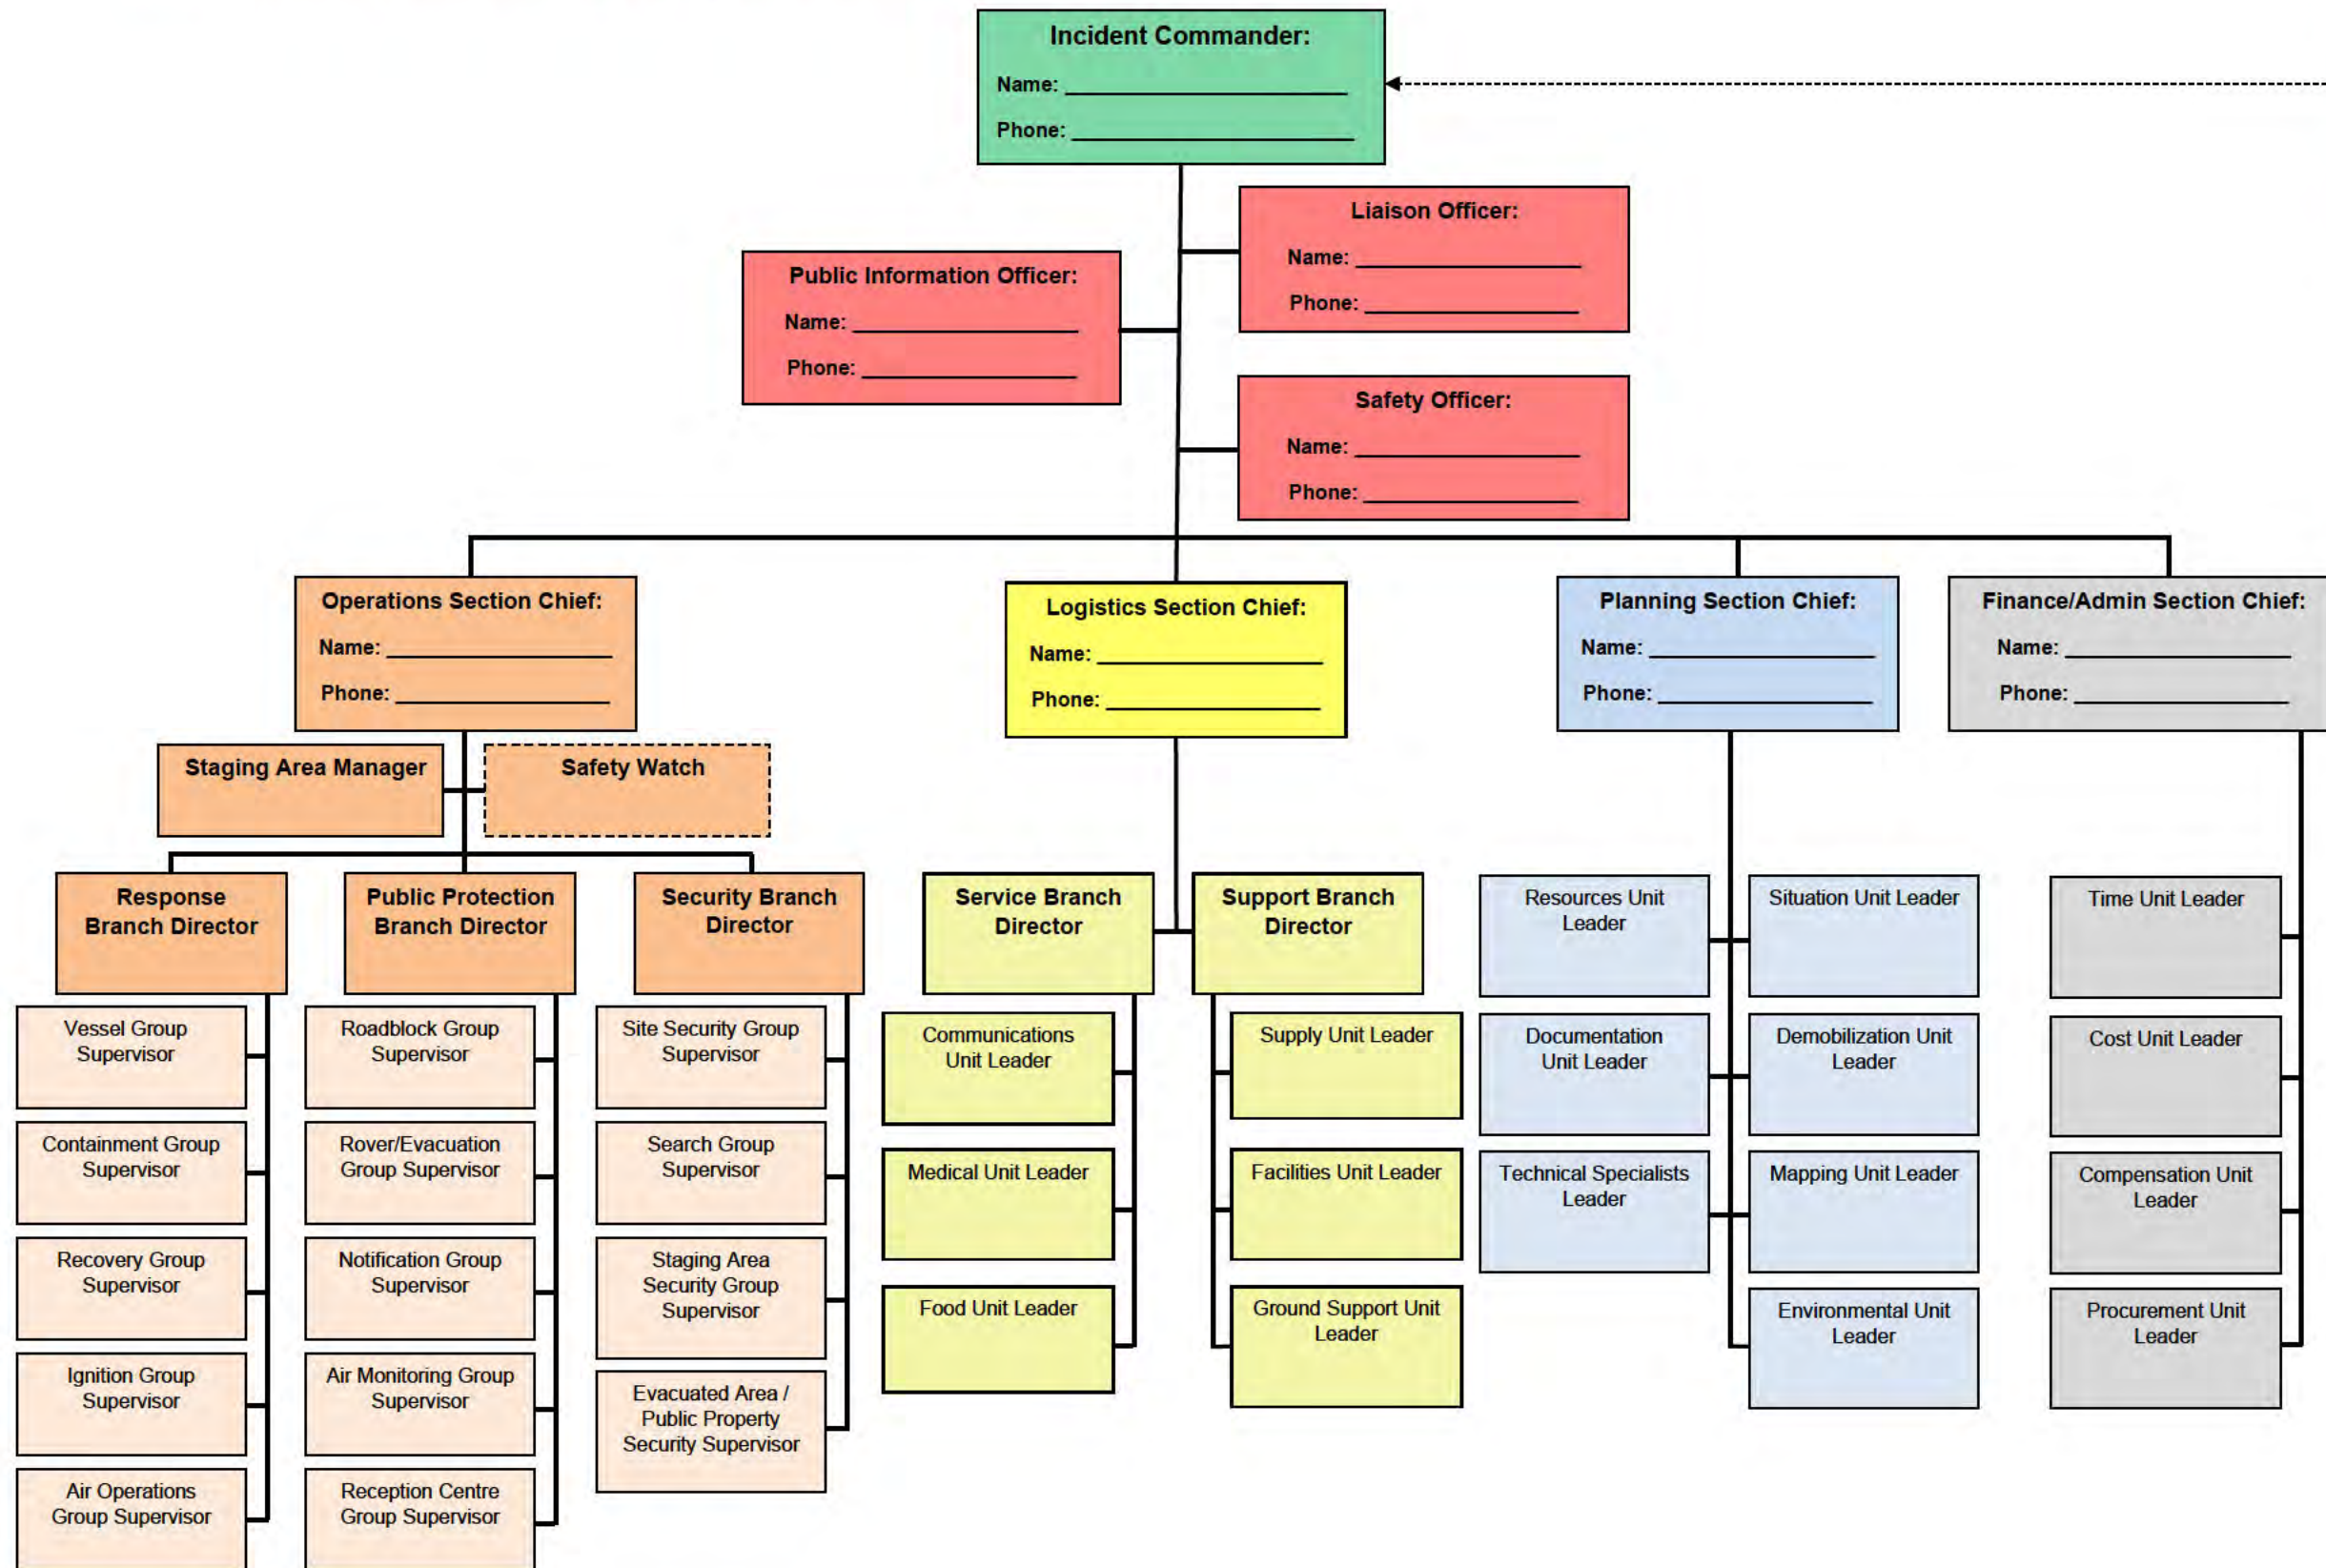 Incident Commander:
Name:
Phone:
Liaison Officer:
Name:
Phone:
Public Information Officer:
Name:
Phone:
Safety Officer:
Name:
Phone:
Operations Section Chief:
Name:
Phone:
Logistics Section Chief:
Name:
Phone:
Planning Section Chief:
Name:
Phone:
Finance/Admin Section Chief:
Name:
Phone:
Staging Area Manager
Safety Watch
Response
Branch Director
Public Protection
Branch Director
Security Branch
Director
Service Branch
Director
Support Branch
Director
Vessel Group
Supervisor
Containment Group
Supervisor
Recovery Group
Supervisor
Ignition Group
Supervisor
Air Operations
Group Supervisor
Roadblock Group
Supervisor
Rover/Evacuation
Group Supervisor
Notification Group
Supervisor
Air Monitoring Group
Supervisor
Reception Centre
Group Supervisor
Site Security Group
Supervisor
Search Group
Supervisor
Staging Area
Security Group
Supervisor
Evacuated Area /
Public Property
Security Supervisor
Communications
Unit Leader
Medical Unit Leader
Food Unit Leader
Supply Unit Leader
Facilities Unit Leader
Ground Support Unit
Leader
Resources Unit
Leader
Documentation
Unit Leader
Technical Specialists
Leader
Situation Unit Leader
Demobilization Unit
Leader
Mapping Unit Leader
Environmental Unit
Leader
Time Unit Leader
Cost Unit Leader
Compensation Unit
Leader
Procurement Unit
Leader